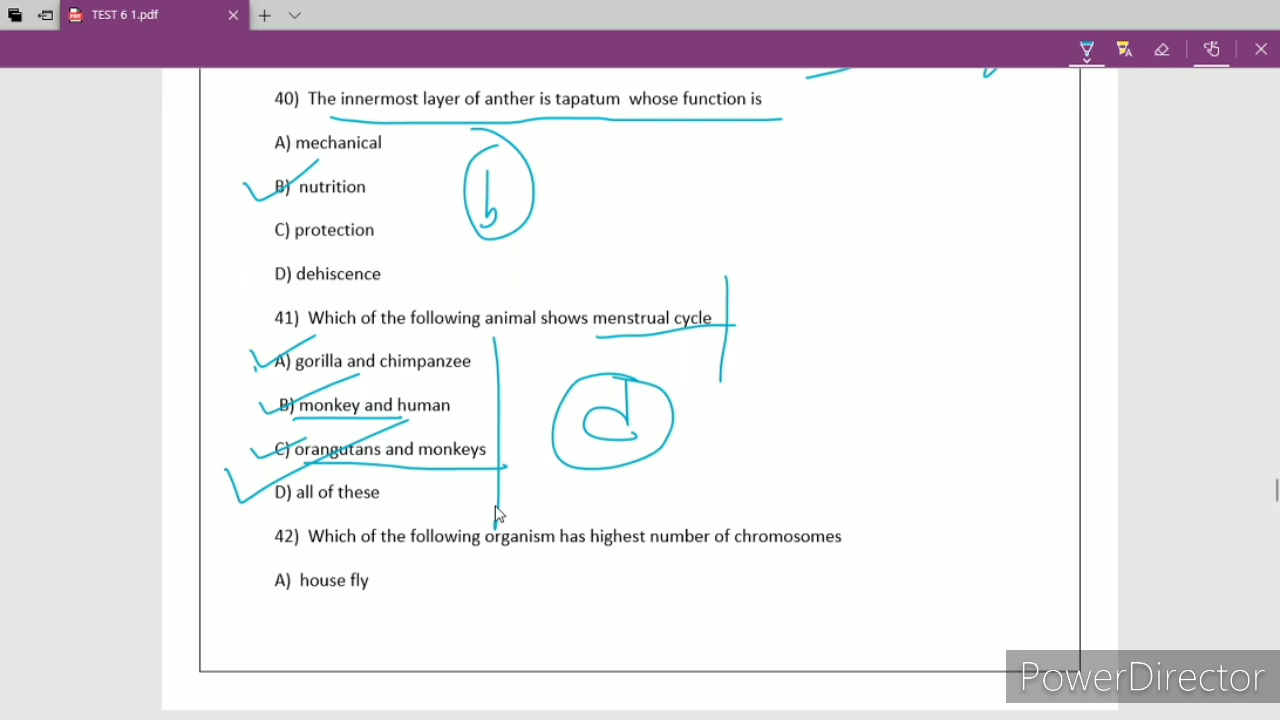 TEST 6 1.pdf
40) The innermost layer of anther is tapatum whose function is
A) mechanical
B) nutrition
b
C) protection
D) dehiscence
41) Which of the following animal shows menstrual cycle
A) gorilla and chimpanzee
B) monkey and human
d
C) orangutans and monkeys
D) all of these
42) Which of the following organism has highest number of chromosomes
A) house fly
PowerDirector